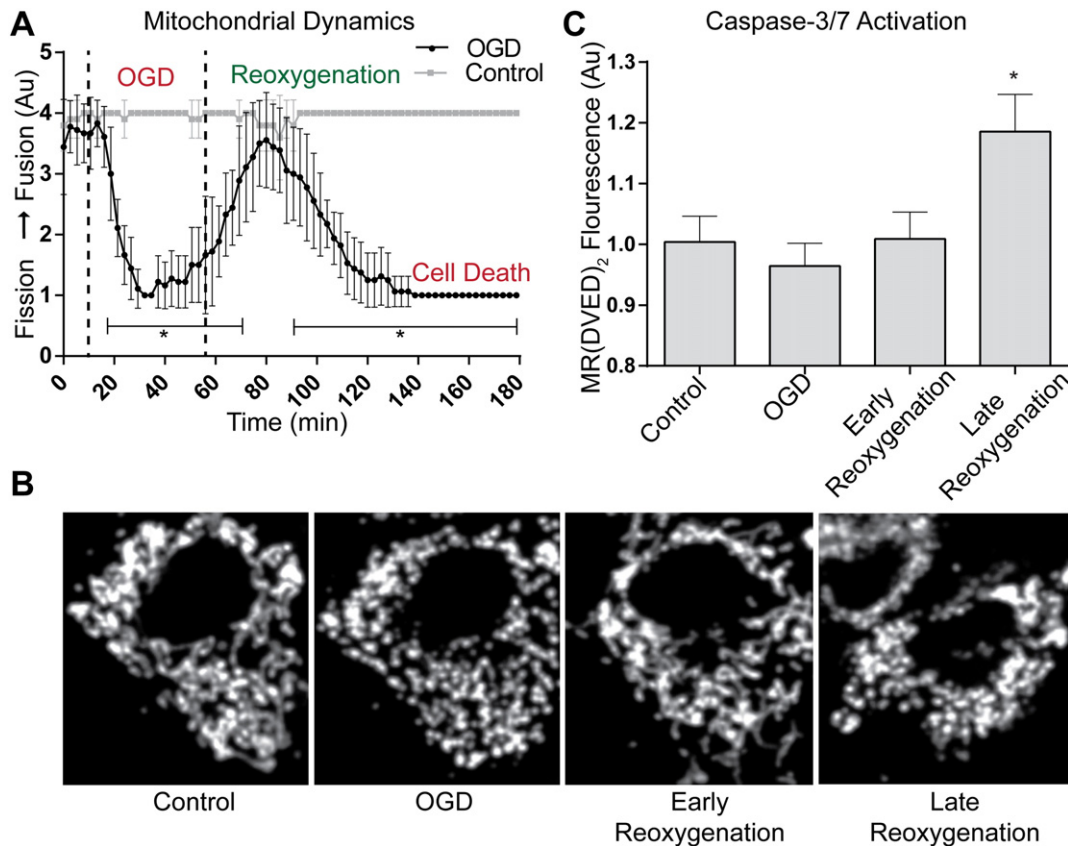 A
Mitochondrial Dynamics
OGD
Control
OGD
Reoxygenation
Cell Death
Fission → Fusion (Au)
5
4
3
2
1
0
*
*
0
20
40
60
80
100
120
140
160
180
Time (min)
C
Caspase-3/7 Activation
MR(DVED)2 Flourescence (Au)
1.3
1.2
1.1
1.0
0.9
0.8
*
Control
OGD
Early
Reoxygenation
Late
Reoxygenation
B
Control
OGD
Early
Reoxygenation
Late
Reoxygenation